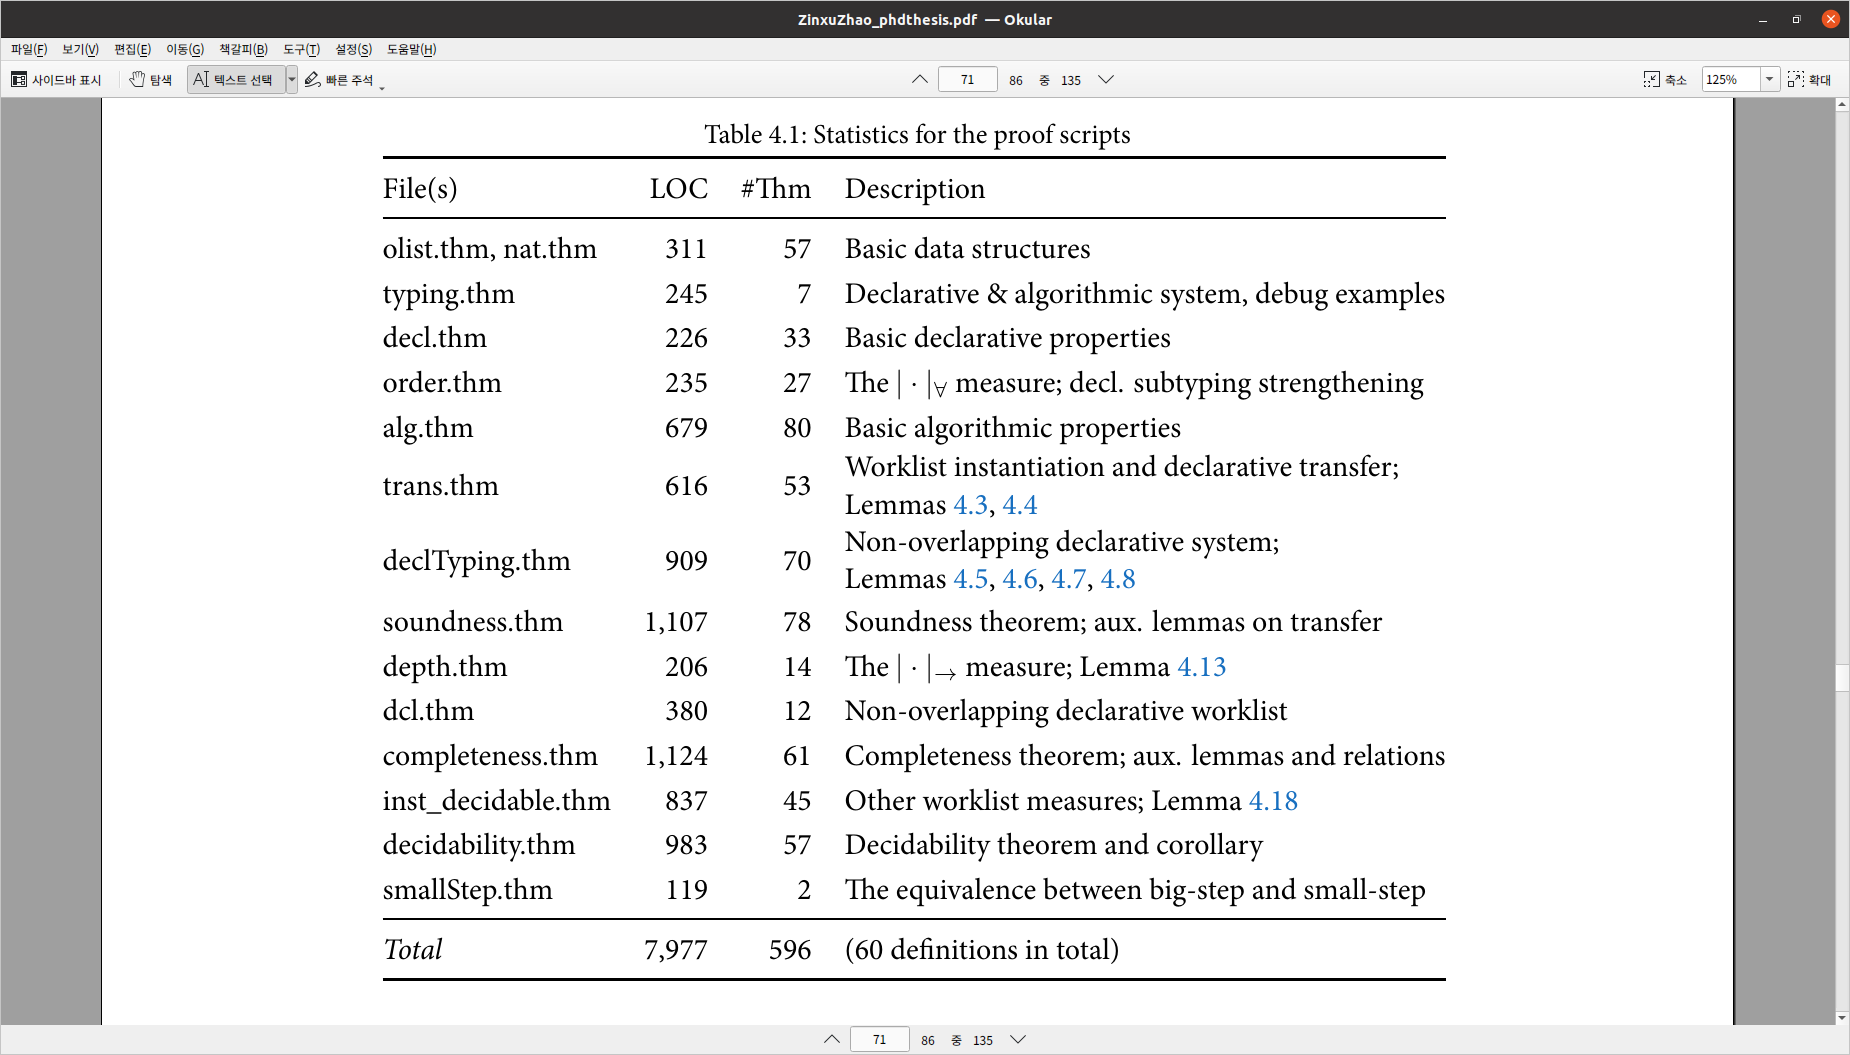 ZinxuZhao_phdthesis.pdf — Okular
파일(F) 보기(V) 편집(E) 이동(G) 책갈피(B) 도구(T) 설정(S) 도움말(H)
사이드바 표시 탐색 텍스트 선택 빠른 주석 71 86 중 135 축소 125% 확대
Table 4.1: Statistics for the proof scripts
File(s) LOC #Thm Description
olist.thm, nat.thm 311 57 Basic data structures
typing.thm 245 7 Declarative & algorithmic system, debug examples
decl.thm 226 33 Basic declarative properties
order.thm 235 27 The | · |∀ measure; decl. subtyping strengthening
alg.thm 679 80 Basic algorithmic properties
trans.thm 616 53 Worklist instantiation and declarative transfer;
Lemmas 4.3, 4.4
declTyping.thm 909 70 Non-overlapping declarative system;
Lemmas 4.5, 4.6, 4.7, 4.8
soundness.thm 1,107 78 Soundness theorem; aux. lemmas on transfer
depth.thm 206 14 The | · |→ measure; Lemma 4.13
dcl.thm 380 12 Non-overlapping declarative worklist
completeness.thm 1,124 61 Completeness theorem; aux. lemmas and relations
inst_decidable.thm 837 45 Other worklist measures; Lemma 4.18
decidability.thm 983 57 Decidability theorem and corollary
smallStep.thm 119 2 The equivalence between big-step and small-step
Total 7,977 596 (60 definitions in total)
71 86 중 135